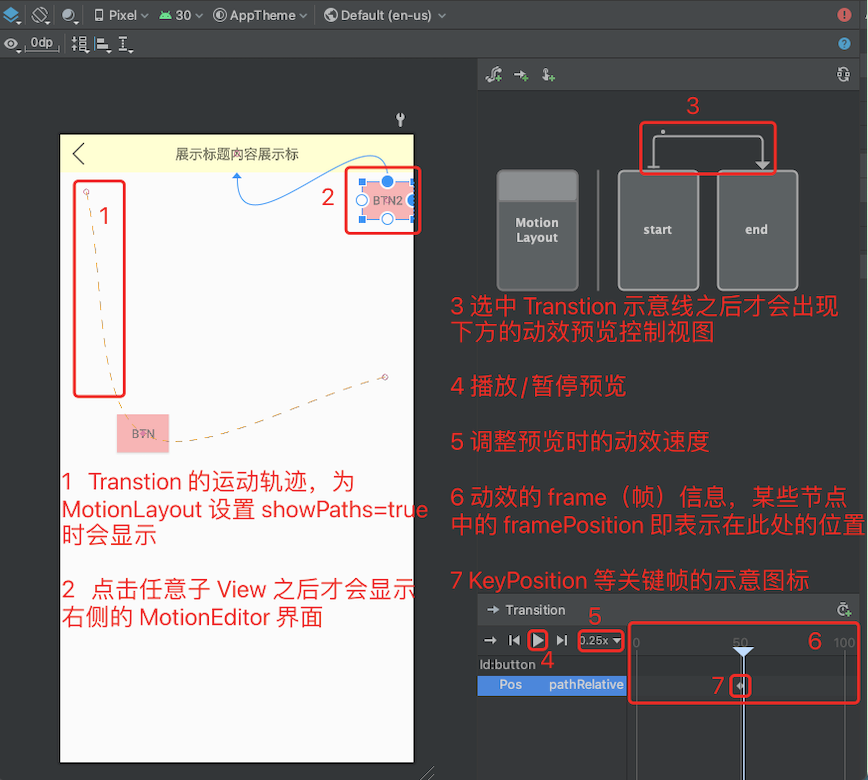 Pixel 30 AppTheme Default (en-us)
0dp
展示标题内容展示标
BTN2
2
1
3
Motion
Layout
start
end
BTN
1 Transtion 的运动轨迹，为
MotionLayout 设置 showPaths=true
时会显示
2 点击任意子 View 之后才会显示
右侧的 MotionEditor 界面
3 选中 Transtion 示意线之后才会出现
下方的动效预览控制视图
4 播放/暂停预览
5 调整预览时的动效速度
6 动效的 frame（帧）信息，某些节点
中的 framePosition 即表示在此处的位置
7 KeyPosition 等关键帧的示意图标
Transition
5
0.25x
4
0 50 100
6
Id:button
Pos pathRelative
7